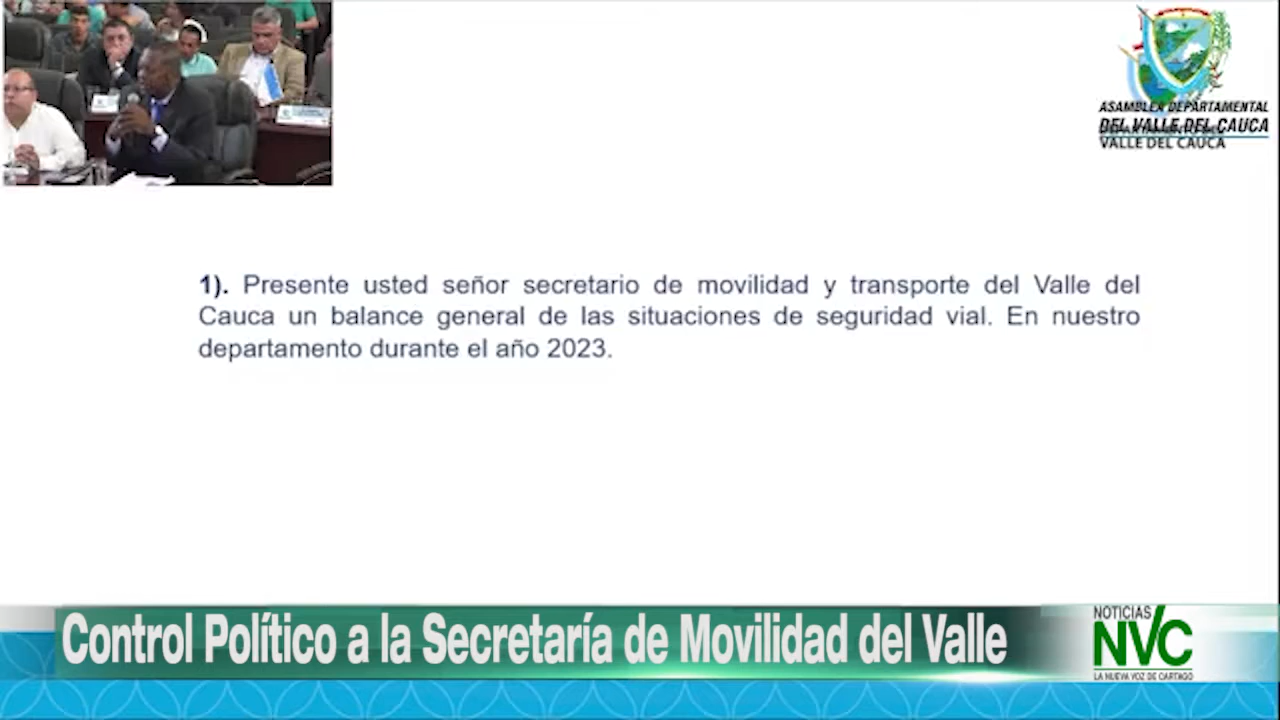 ASAMBLEA DEPARTAMENTAL
DEL VALLE DEL CAUCA
VALLE DEL CAUCA
1). Presente usted señor secretario de movilidad y transporte del Valle del
Cauca un balance general de las situaciones de seguridad vial. En nuestro
departamento durante el año 2023.
Control Político a la Secretaría de Movilidad del Valle
NOTICIAS
NVC
LA NUEVA VOZ DE CARTAGO